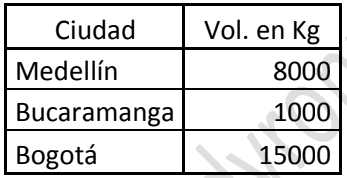 Ciudad Vol. en Kg
Medellín 8000
Bucaramanga 1000
Bogotá 15000